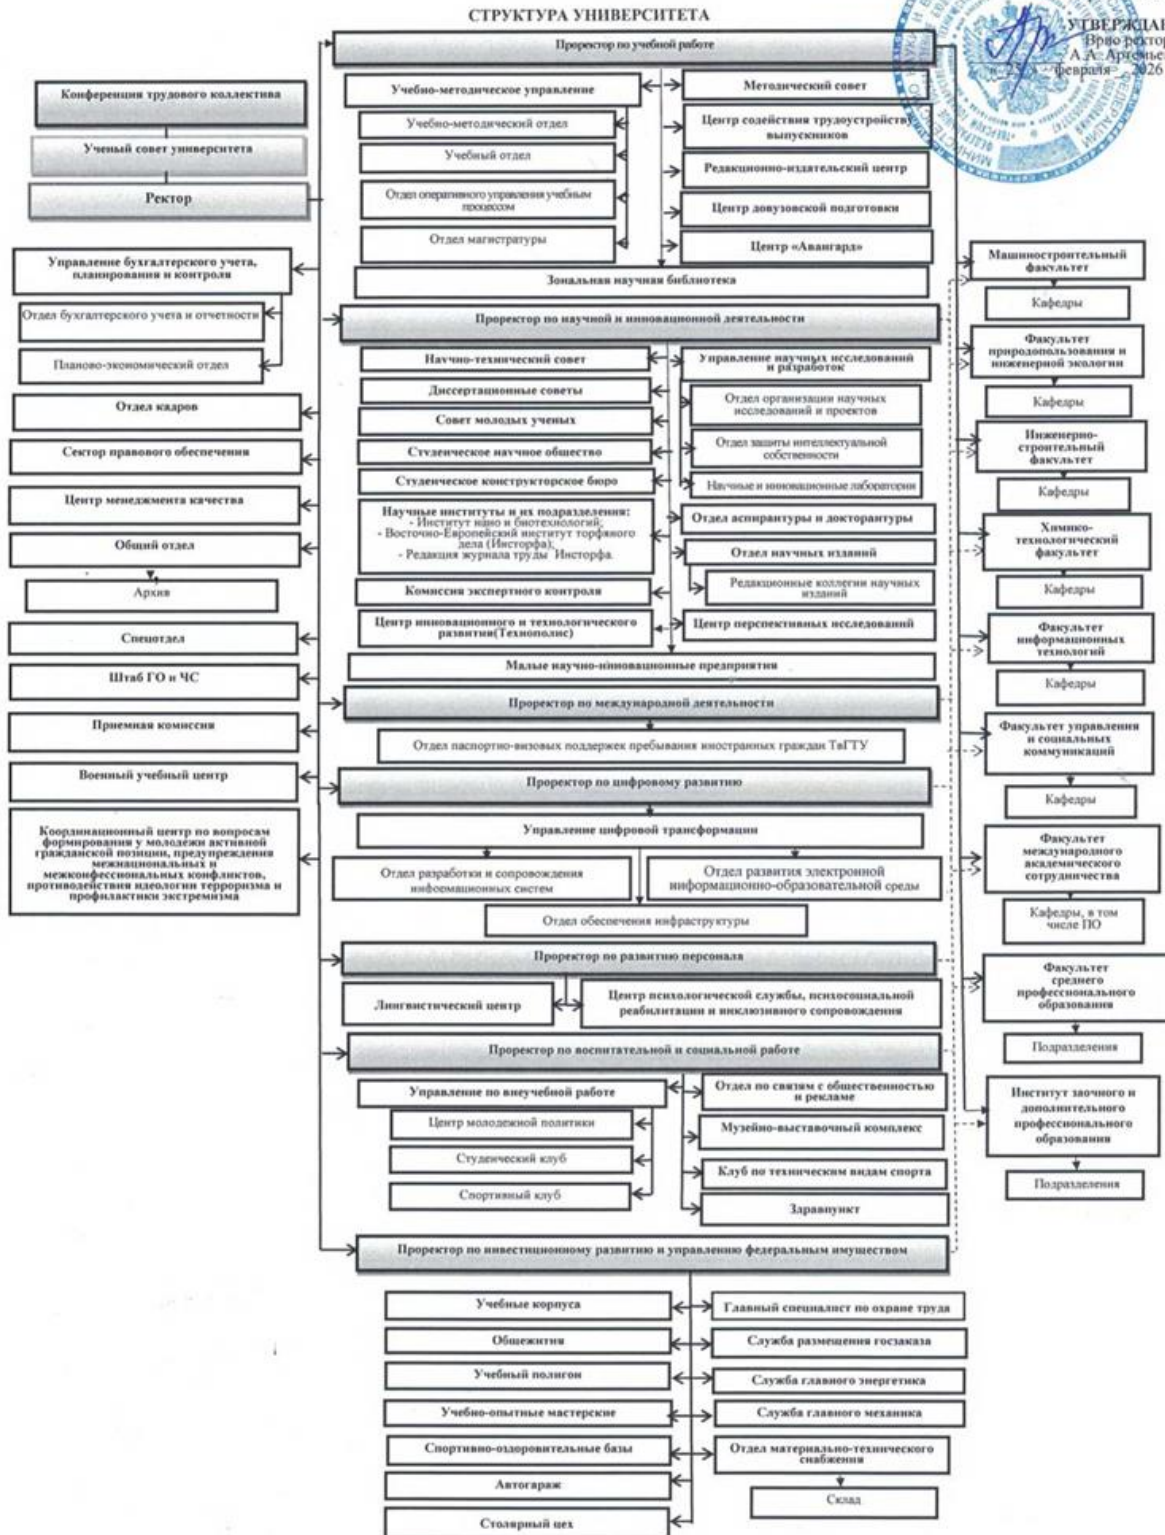 СТРУКТУРА УНИВЕРСИТЕТА
УТВЕРЖДАЮ
Врио ректора
А.А. Артемьев
февраля 2026
Проректор по учебной работе
Конференция трудового коллектива
Ученый совет университета
Ректор
Учебно-методическое управление
Учебно-методический отдел
Учебный отдел
Отдел оперативного управления учебным
процессом
Отдел магистратуры
Методический совет
Центр содействия трудоустройству
выпускников
Редакционно-издательский центр
Центр довузовской подготовки
Центр «Авангард»
Зональная научная библиотека
Управление бухгалтерского учета,
планирования и контроля
Отдел бухгалтерского учета и отчетности
Планово-экономический отдел
Отдел кадров
Сектор правового обеспечения
Центр менеджмента качества
Общий отдел
Архив
Спецотдел
Штаб ГО и ЧС
Приемная комиссия
Военный учебный центр
Координационный центр по вопросам
формирования у молодежи активной
гражданской позиции, предупреждения
межнациональных и
межконфессиональных конфликтов,
противодействия идеологии терроризма и
профилактики экстремизма
Проректор по научной и инновационной деятельности
Научно-технический совет
Диссертационные советы
Совет молодых ученых
Студенческое научное общество
Студенческое конструкторское бюро
Научные институты и их подразделения:
- Институт нано и биотехнологий;
- Восточно-Европейский институт торфяного
дела (Инсторфа);
- Редакция журнала труды Инсторфа.
Комиссия экспертного контроля
Центр инновационного и технологического
развития(Технополис)
Управление научных исследований
и разработок
Отдел организации научных
исследований и проектов
Отдел защиты интеллектуальной
собственности
Научные и инновационные лаборатории
Отдел аспирантуры и докторантуры
Отдел научных изданий
Редакционные коллегии научных
изданий
Центр перспективных исследований
Малые научно-инновационные предприятия
Проректор по международной деятельности
Отдел паспортно-визовых поддержек пребывания иностранных граждан ТвГТУ
Проректор по цифровому развитию
Управление цифровой трансформации
Отдел разработки и сопровождения
информационных систем
Отдел развития электронной
информационно-образовательной среды
Отдел обеспечения инфраструктуры
Проректор по развитию персонала
Лингвистический центр
Центр психологической службы, психосоциальной
реабилитации и инклюзивного сопровождения
Проректор по воспитательной и социальной работе
Управление по внеучебной работе
Центр молодежной политики
Студенческий клуб
Спортивный клуб
Отдел по связям с общественностью
и рекламе
Музейно-выставочный комплекс
Клуб по техническим видам спорта
Здравпункт
Проректор по инвестиционному развитию и управлению федеральным имуществом
Учебные корпуса
Общежития
Учебный полигон
Учебно-опытные мастерские
Спортивно-оздоровительные базы
Автогараж
Столярный цех
Главный специалист по охране труда
Служба размещения госзаказа
Служба главного энергетика
Служба главного механика
Отдел материально-технического
снабжения
Склад
Машиностроительный
факультет
Кафедры
Факультет
природопользования и
инженерной экологии
Кафедры
Инженерно-
строительный
факультет
Кафедры
Химико-
технологический
факультет
Кафедры
Факультет
информационных
технологий
Кафедры
Факультет управления
и социальных
коммуникаций
Кафедры
Факультет
международного
академического
сотрудничества
Кафедры, в том
числе ПО
Факультет
среднего
профессионального
образования
Подразделения
Институт заочного и
дополнительного
профессионального
образования
Подразделения